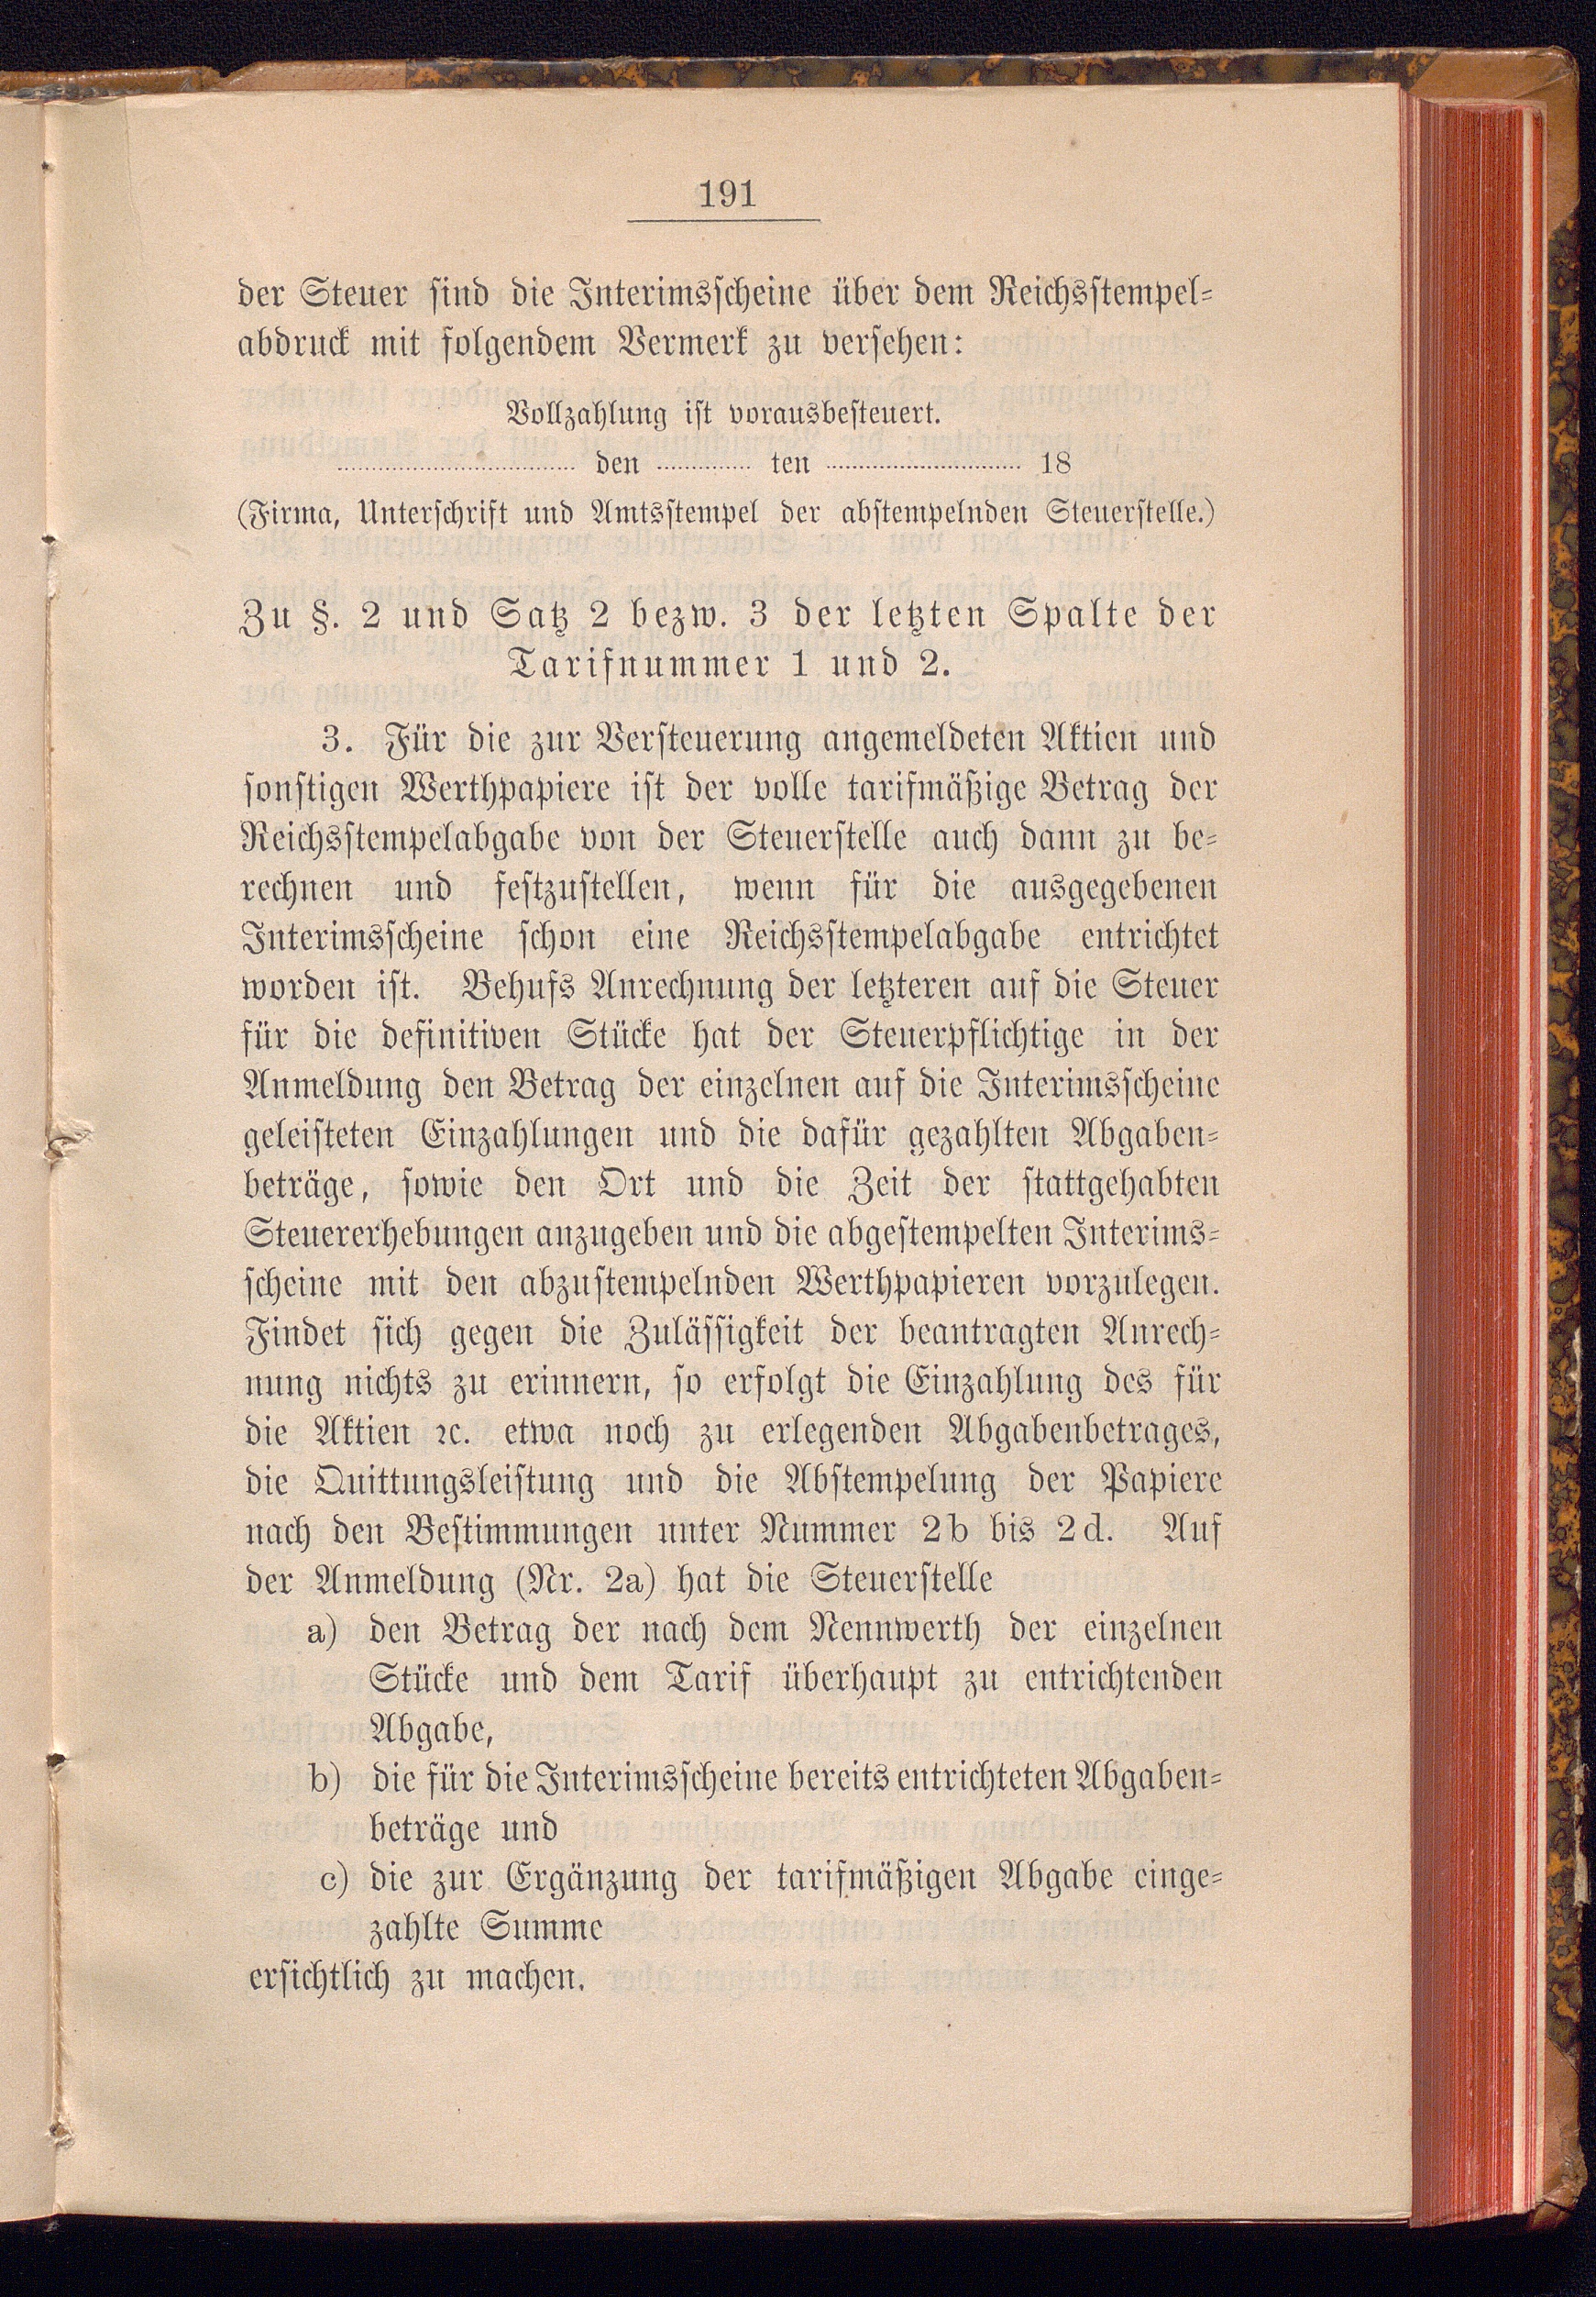 191
der Steuer sind die Interimsscheine über dem Reichsstempel-
abdruck mit folgendem Vermerk zu versehen:
Vollzahlung ist vorausbesteuert.
den ten 18
(Firma, Unterschrift und Amtsstempel der abstempelnden Steuerstelle.)
Zu §. 2 und Satz 2 bezw. 3 der letzten Spalte der
Tarifnummer 1 und 2.
3. Für die zur Versteuerung angemeldeten Aktien und
sonstigen Werthpapiere ist der volle tarifmäßige Betrag der
Reichsstempelabgabe von der Steuerstelle auch dann zu be-
rechnen und festzustellen, wenn für die ausgegebenen
Interimsscheine schon eine Reichsstempelabgabe entrichtet
worden ist. Behufs Anrechnung der letzteren auf die Steuer
für die definitiven Stücke hat der Steuerpflichtige in der
Anmeldung den Betrag der einzelnen auf die Interimsscheine
geleisteten Einzahlungen und die dafür gezahlten Abgaben-
beträge, sowie den Ort und die Zeit der stattgehabten
Steuererhebungen anzugeben und die abgestempelten Interims-
scheine mit den abzustempelnden Werthpapieren vorzulegen.
Findet sich gegen die Zulässigkeit der beantragten Anrech-
nung nichts zu erinnern, so erfolgt die Einzahlung des für
die Aktien ꝛc. etwa noch zu erlegenden Abgabenbetrages,
die Quittungsleistung und die Abstempelung der Papiere
nach den Bestimmungen unter Nummer 2b bis 2d. Auf
der Anmeldung (Nr. 2a) hat die Steuerstelle
a) den Betrag der nach dem Nennwerth der einzelnen
Stücke und dem Tarif überhaupt zu entrichtenden
Abgabe,
b) die für die Interimsscheine bereits entrichteten Abgaben-
beträge und
c) die zur Ergänzung der tarifmäßigen Abgabe einge-
zahlte Summe
ersichtlich zu machen.